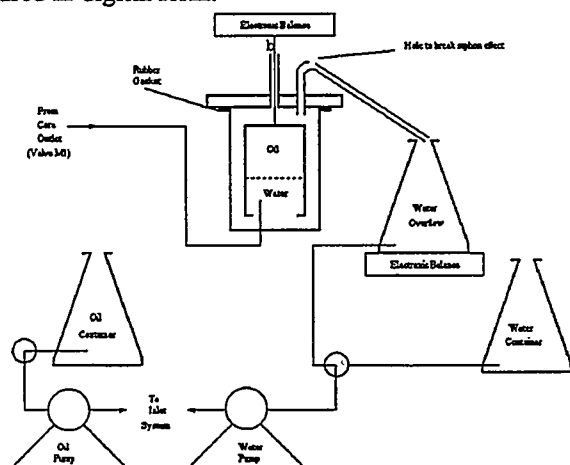 Electronic Balance
b
Hole to break siphon effect
Rubber
Gasket
From
Core
Outlet
(Valve M)
Oil
Water
Water
Overflow
Electronic Balance
Oil
Container
Water
Container
To
Inlet
System
Oil
Pump
Water
Pump